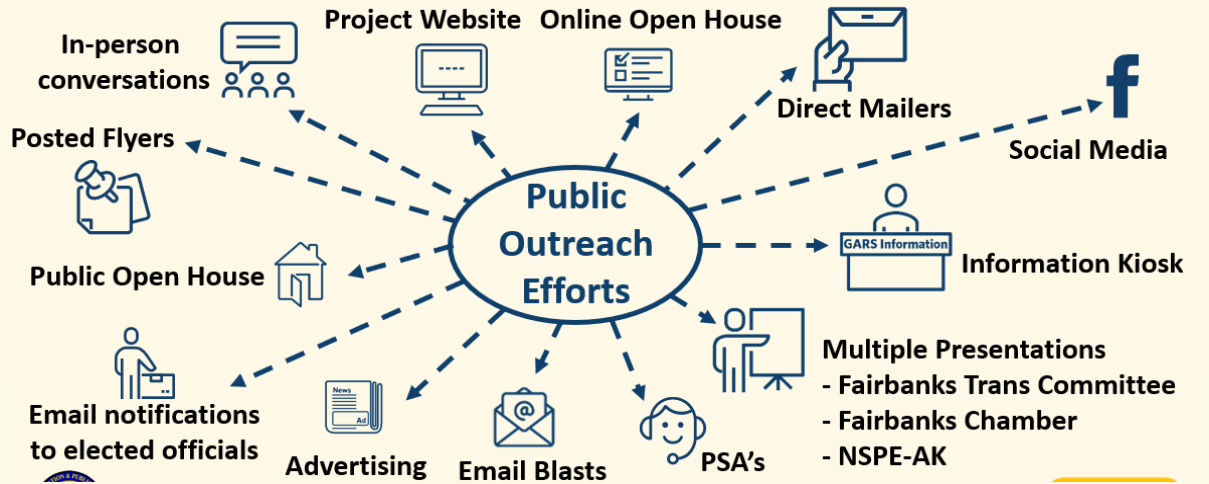 Project Website
Online Open House
In-person
conversations
Direct Mailers
Posted Flyers
Social Media
Public
Outreach
Efforts
GARS Information
Information Kiosk
Public Open House
Multiple Presentations
- Fairbanks Trans Committee
- Fairbanks Chamber
- NSPE-AK
Email notifications
to elected officials
News
Ad
@
Advertising
Email Blasts
PSA's